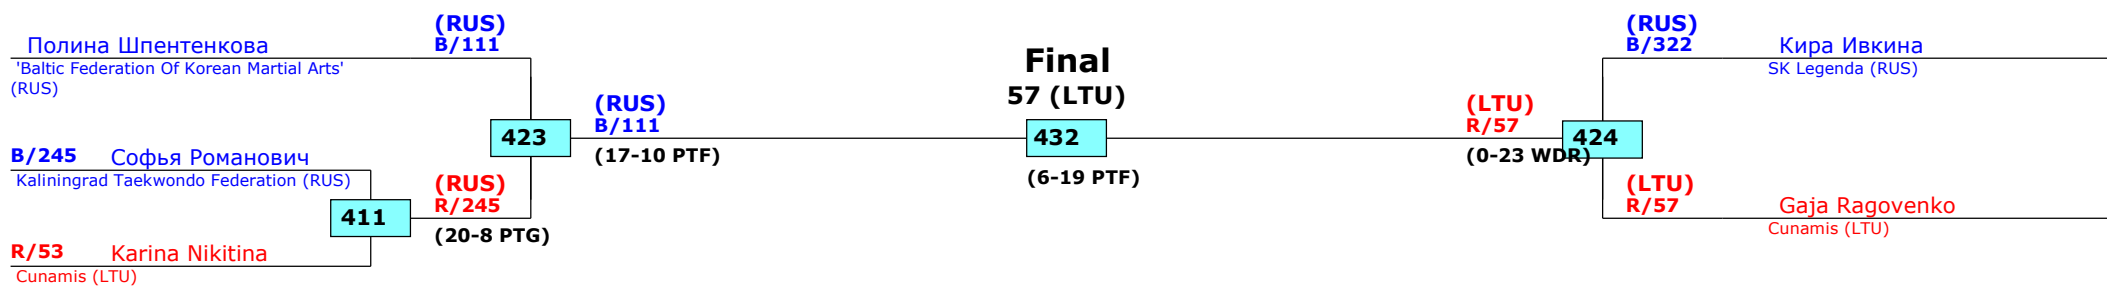 (RUS)
B/111
Полина Шпентенкова
'Baltic Federation Of Korean Martial Arts'
(RUS)
423
(RUS)
B/111
(17-10 PTF)
B/245 Софья Романович
Kaliningrad Taekwondo Federation (RUS)
411
(RUS)
R/245
(20-8 PTG)
R/53 Karina Nikitina
Cunamis (LTU)
Final
57 (LTU)
432
(6-19 PTF)
(RUS)
B/322 Кира Ивкина
SK Legenda (RUS)
(LTU)
R/57
424
(0-23 WDR)
(LTU)
R/57 Gaja Ragovenko
Cunamis (LTU)